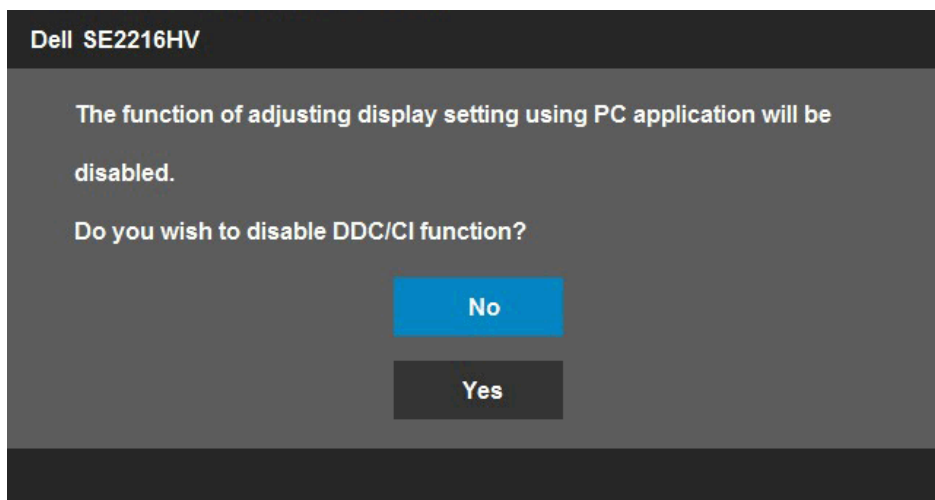 Dell SE2216HV
The function of adjusting display setting using PC application will be
disabled.
Do you wish to disable DDC/CI function?
No
Yes